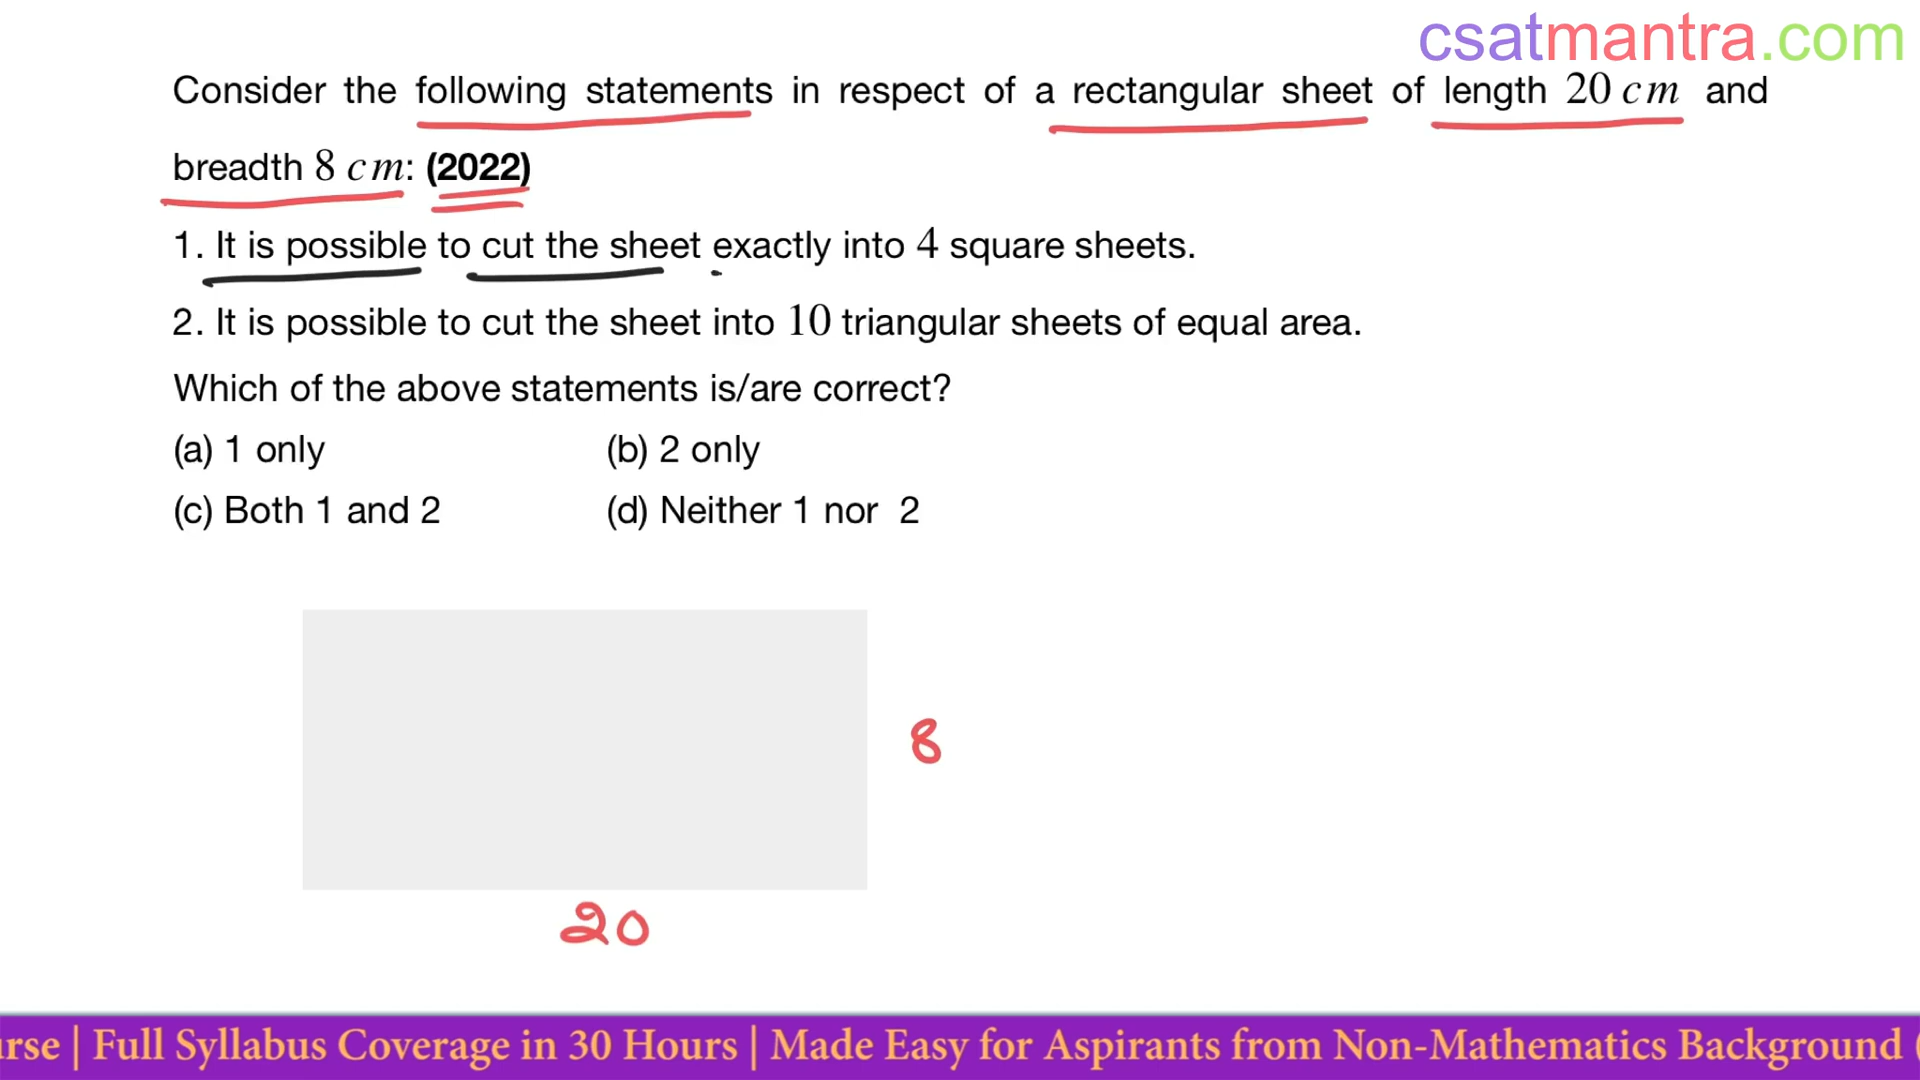 csatmantra.com
Consider the following statements in respect of a rectangular sheet of length 20 cm and
breadth 8 cm: (2022)
1. It is possible to cut the sheet exactly into 4 square sheets.
2. It is possible to cut the sheet into 10 triangular sheets of equal area.
Which of the above statements is/are correct?
(a) 1 only (b) 2 only
(c) Both 1 and 2 (d) Neither 1 nor 2
8
20
urse | Full Syllabus Coverage in 30 Hours | Made Easy for Aspirants from Non-Mathematics Background (